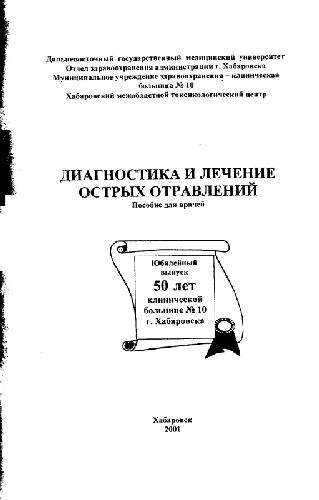 Дальневосточный государственный медицинский университет
Отдел здравоохранения администрации г. Хабаровска
Муниципальное учреждение здравоохранения – клиническая
больница № 10
Хабаровский межобластной токсикологический центр
ДИАГНОСТИКА И ЛЕЧЕНИЕ
ОСТРЫХ ОТРАВЛЕНИЙ
Пособие для врачей
Юбилейный
выпуск
50 лет
клинической
больнице № 10
г. Хабаровска
Хабаровск
2001